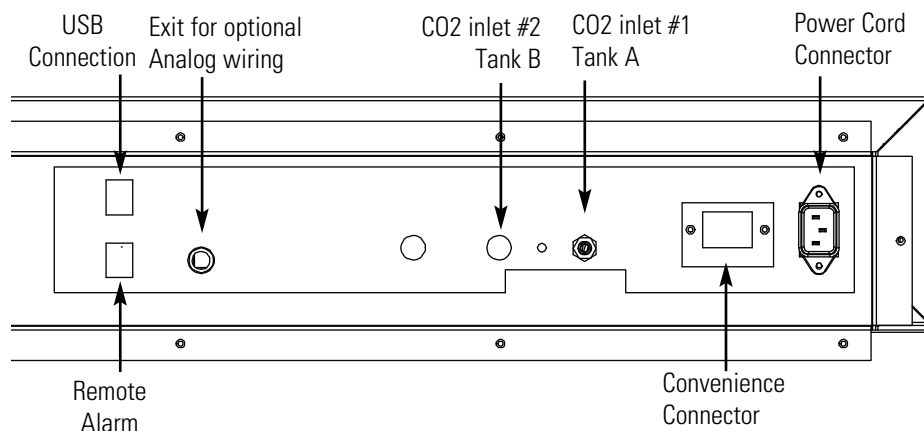 USB
Connection
Exit for optional
Analog wiring
CO2 inlet #2
Tank B
CO2 inlet #1
Tank A
Power Cord
Connector
Remote
Alarm
Convenience
Connector